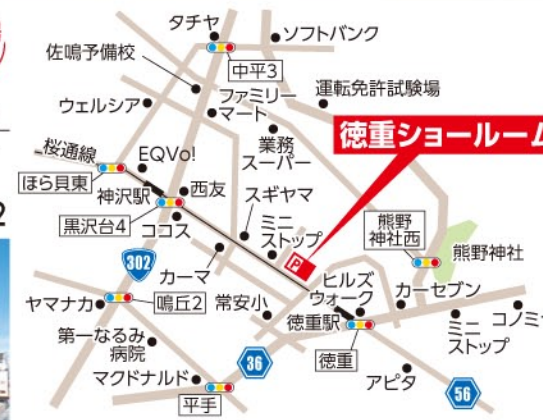 タチヤ
ソフトバンク
佐鳴予備校
中平3
ウェルシア
ファミリー
マート
運転免許試験場
業務
スーパー
徳重ショールーム
桜通線
EQVo!
ほら貝東
神沢駅
西友
スギヤマ
黒沢台4
ココス
ミニ
ストップ
熊野
神社西
熊野神社
302
カーマ
P
ヒルズ
ウォーク
カーセブン
ヤマナカ
鳴丘2
常安小
徳重駅
ミニ
ストップ
コノミ
第一なるみ
病院
36
徳重
マクドナルド
平手
アピタ
56